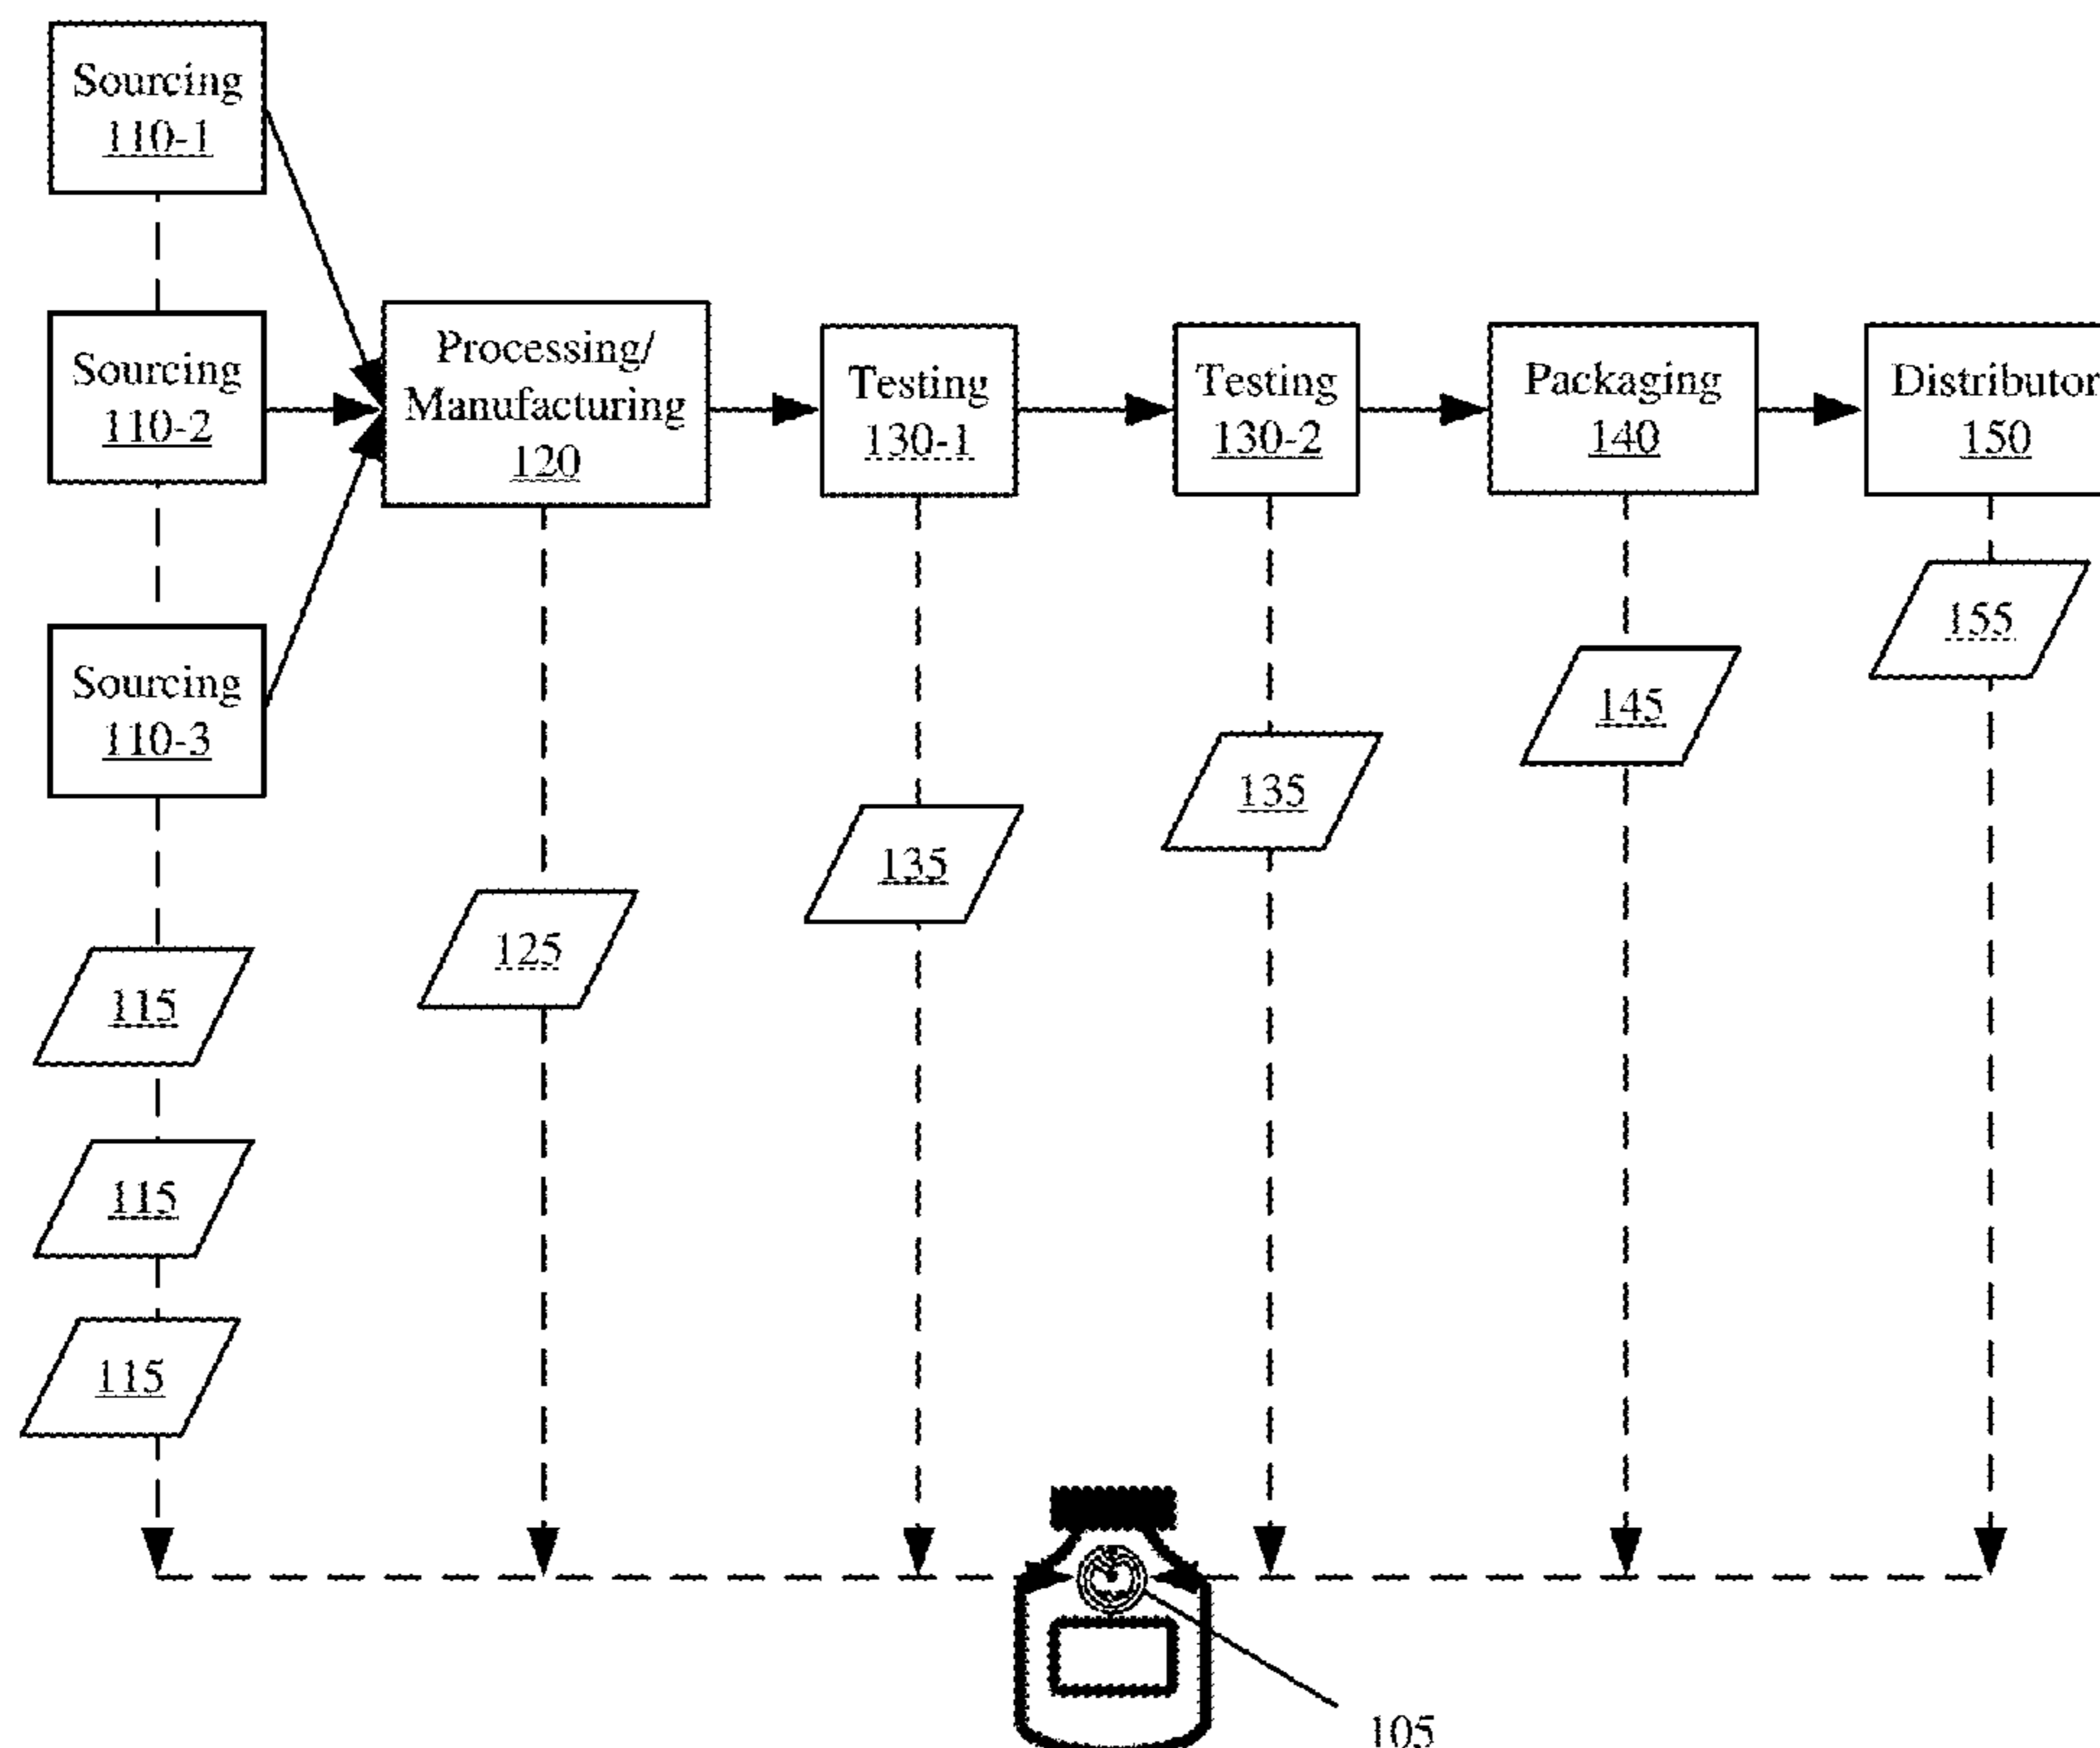 Sourcing
110-1
Sourcing
110-2
Sourcing
110-3
Processing/
Manufacturing
120
Testing
130-1
Testing
130-2
Packaging
140
Distributor
150
155
145
135
135
125
115
115
115
105